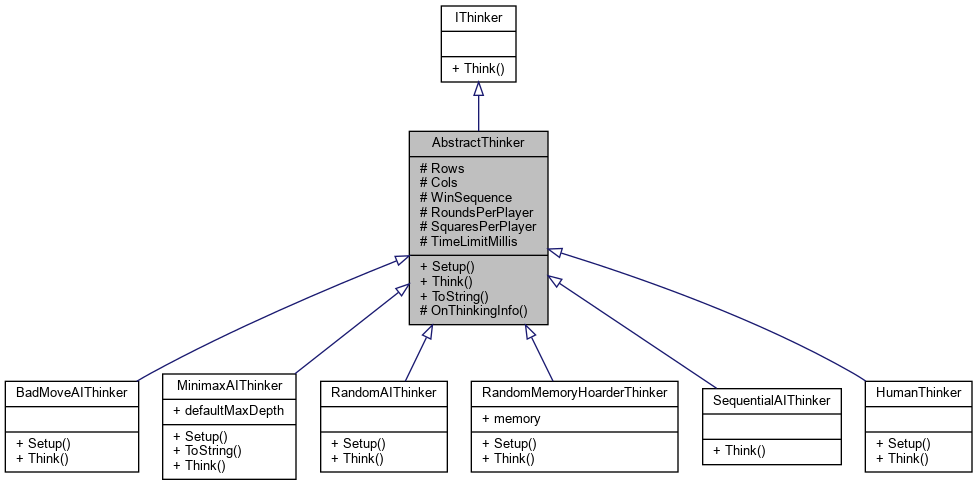 IThinker
+ Think()
AbstractThinker
# Rows
# Cols
# WinSequence
# RoundsPerPlayer
# SquaresPerPlayer
# TimeLimitMillis
+ Setup()
+ Think()
+ ToString()
# OnThinkingInfo()
BadMoveAIThinker
+ Setup()
+ Think()
MinimaxAIThinker
+ defaultMaxDepth
+ Setup()
+ ToString()
+ Think()
RandomAIThinker
+ Setup()
+ Think()
RandomMemoryHoarderThinker
+ memory
+ Setup()
+ Think()
SequentialAIThinker
+ Think()
HumanThinker
+ Setup()
+ Think()